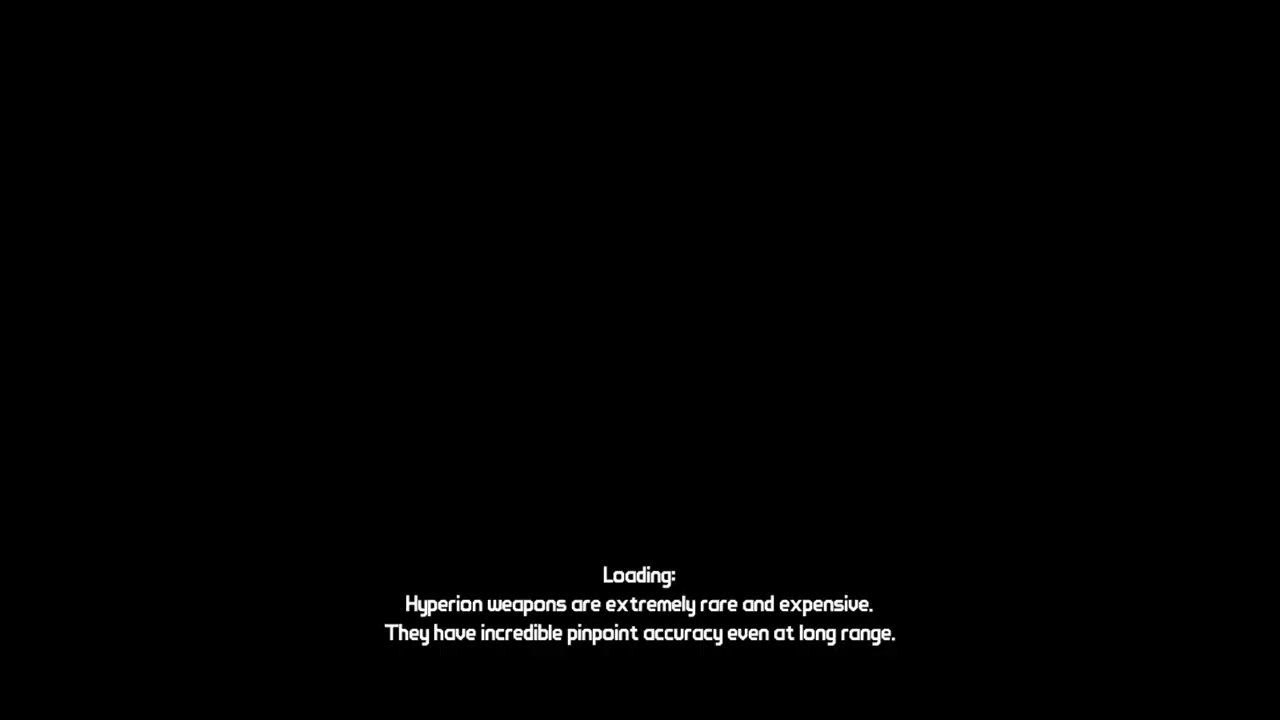 Loading:
Hyperion weapons are extremely rare and expensive.
They have incredible pinpoint accuracy even at long range.